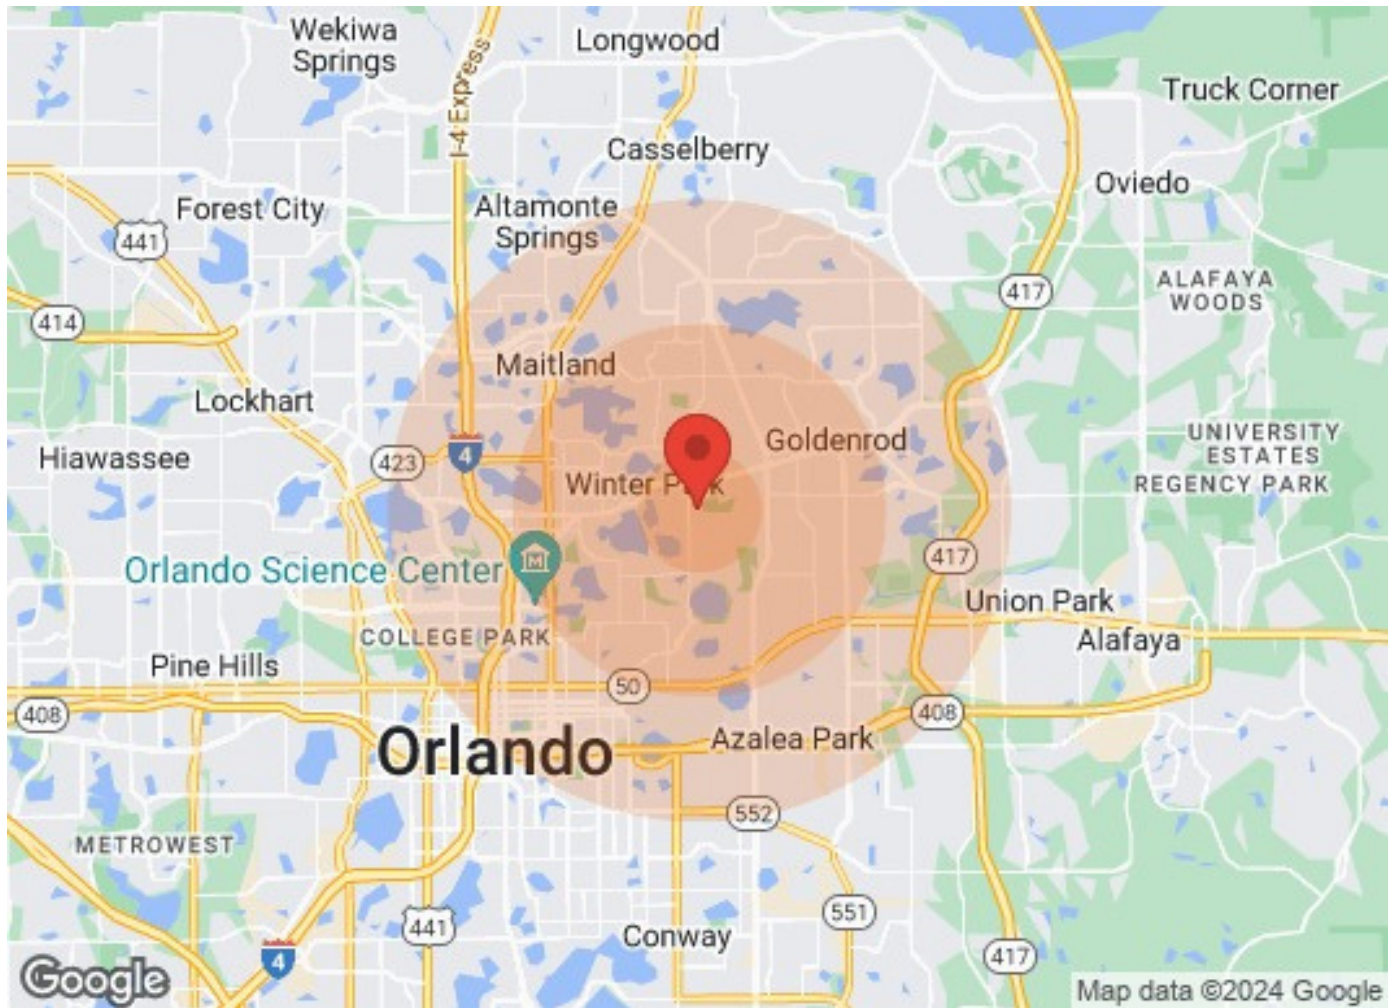 Wekiwa
Springs
Longwood
I-4 Express
Truck Corner
Casselberry
Oviedo
Forest City
Altamonte
Springs
441
417
ALAFAYA
WOODS
414
Maitland
Lockhart
Goldenrod
UNIVERSITY
ESTATES
Hiawassee
423
4
Winter Park
REGENCY PARK
Orlando Science Center
417
Union Park
COLLEGE PARK
Alafaya
Pine Hills
50
408
408
Orlando
Azalea Park
552
METROWEST
551
441
Conway
4
417
Google
Map data ©2024 Google